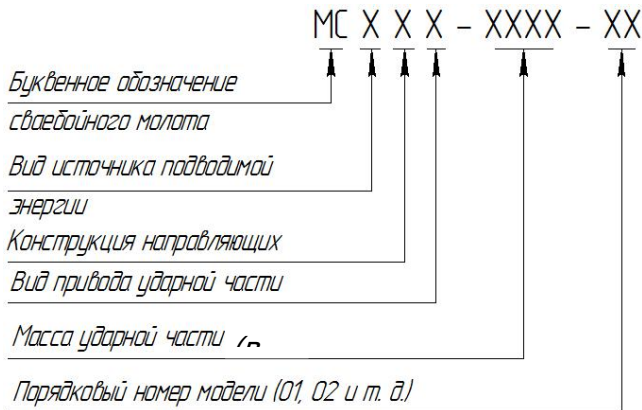 МС Х Х Х - ХХХХ - ХХ
Буквенное обозначение
сваебойного молота
Вид источника подводимой
энергии
Конструкция направляющих
Вид привода ударной части
Масса ударной части
Порядковый номер модели (01, 02 и т. д.)